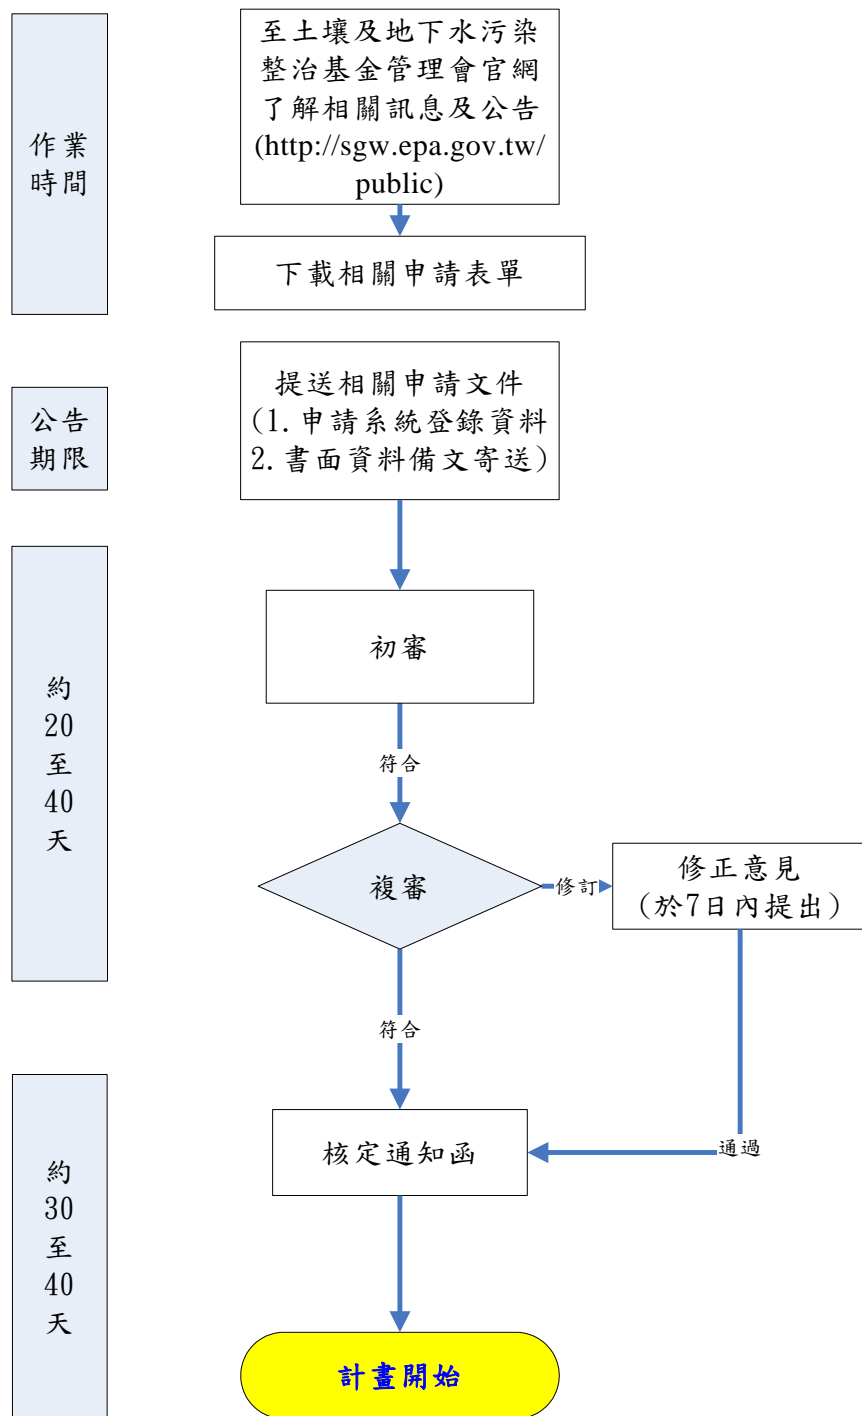 作業
時間
至土壤及地下水污染
整治基金管理會官網
了解相關訊息及公告
(http://sgw.epa.gov.tw/
public)
下載相關申請表單
公告
期限
提送相關申請文件
(1.申請系統登錄資料
2.書面資料備文寄送)
約
20
至
40
天
初審
符合
複審
修訂
修正意見
(於7日內提出)
符合
通過
約
30
至
40
天
核定通知函
計畫開始